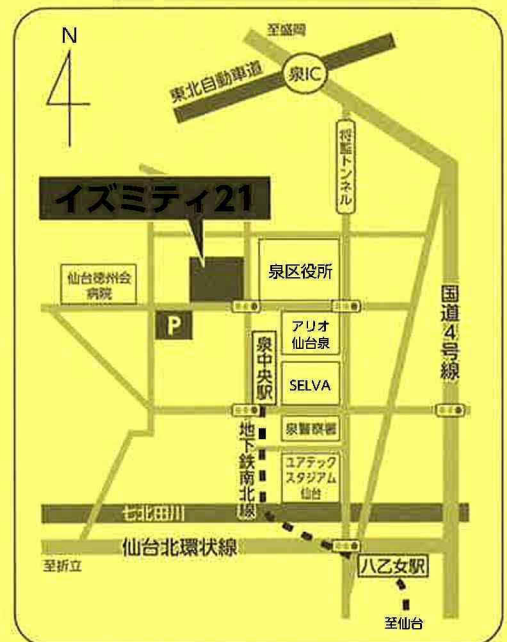 N
至盛岡
東北自動車道
泉IC
将監トンネル
イズミティ21
仙台徳州会
病院
泉区役所
P
アリオ
仙台泉
国道4号線
泉中央駅
SELVA
地下鉄南北線
泉警察署
ユアテック
スタジアム
仙台
七北田川
仙台北環状線
至折立
八乙女駅
至仙台